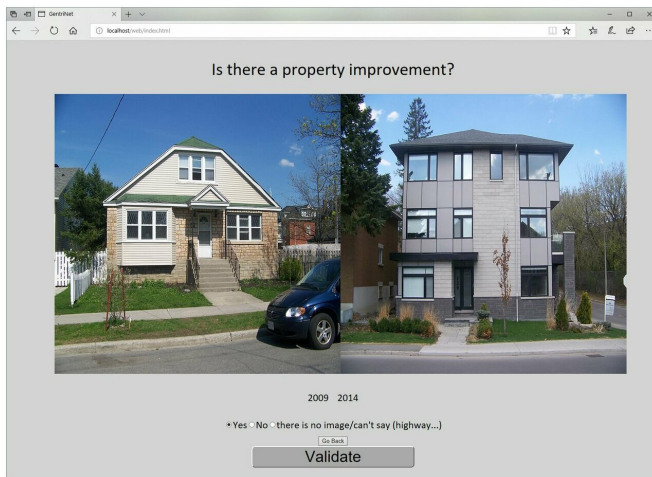 GentriNet
localhost/web/index.html
Is there a property improvement?
2009 2014
Yes No there is no image/can't say (highway...)
Go Back
Validate